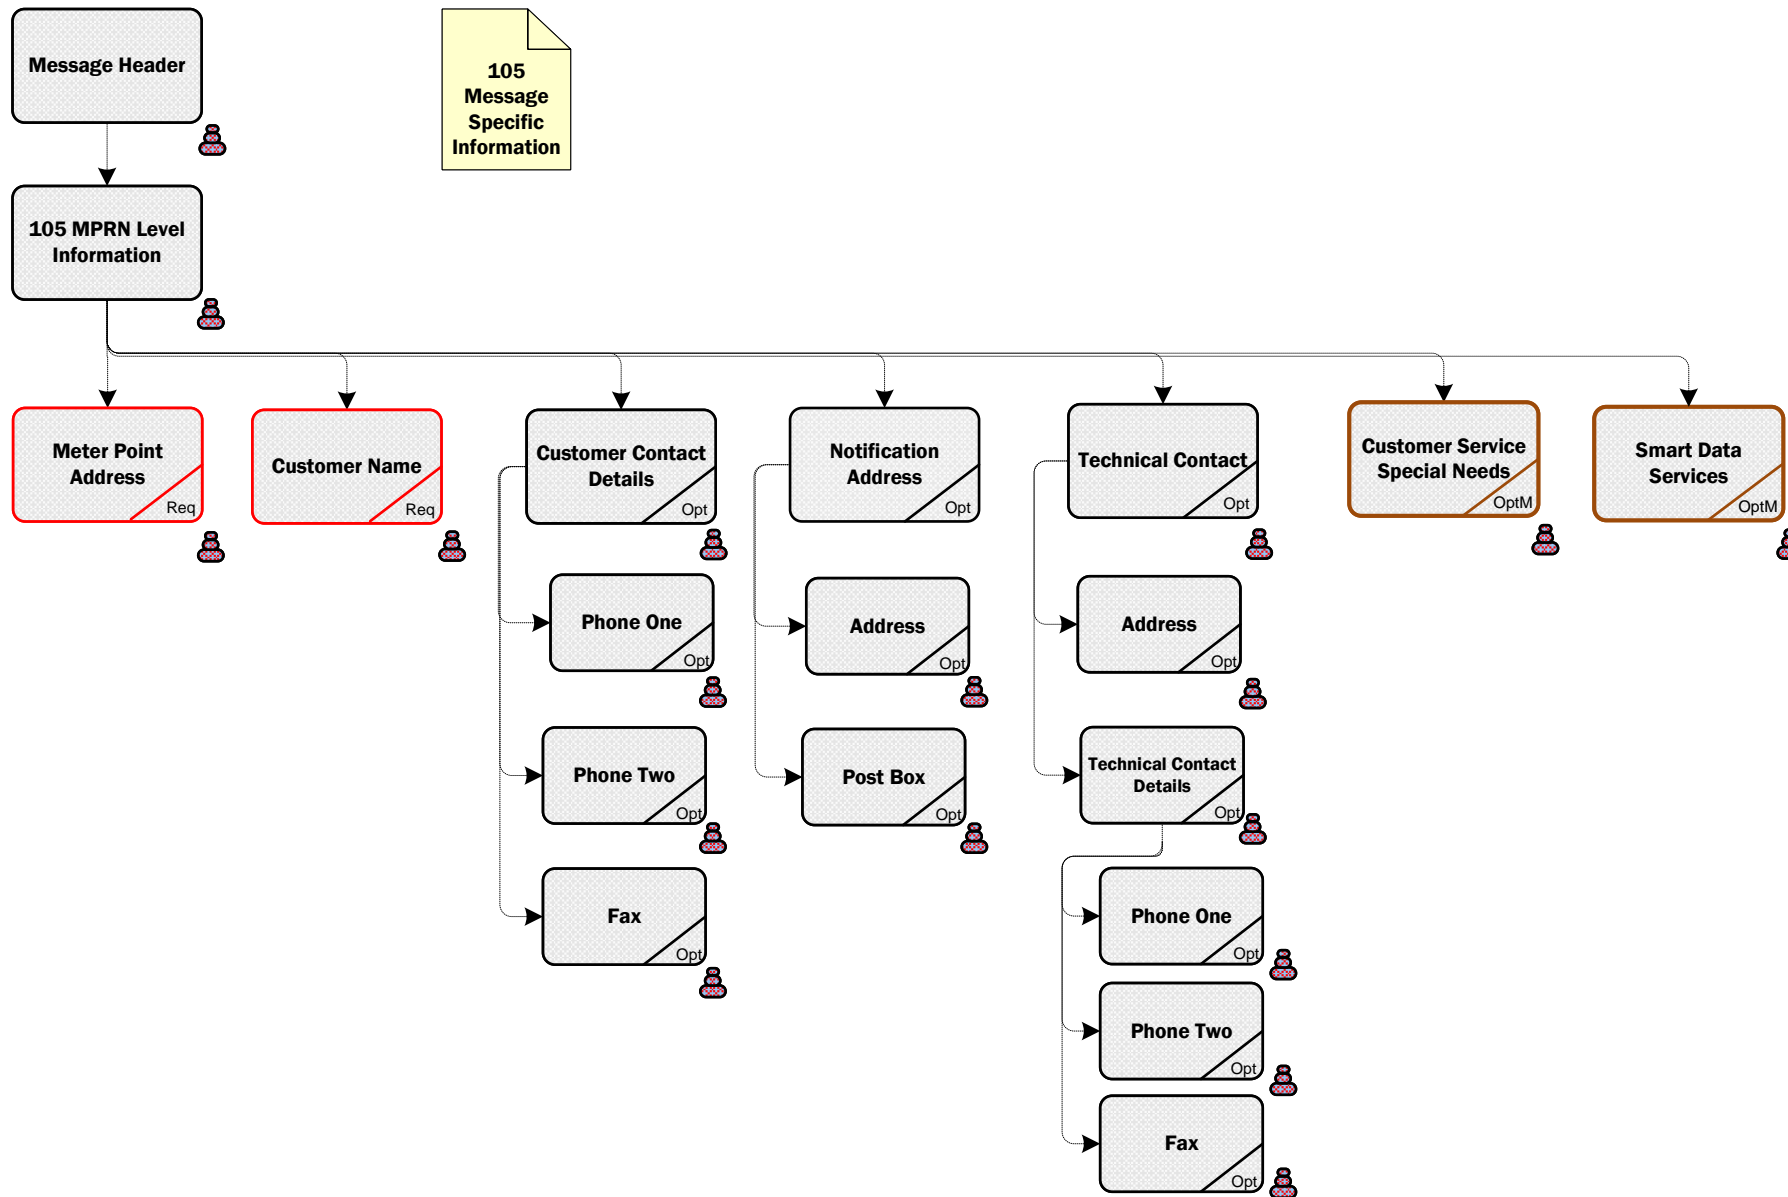 Message Header
105
Message
Specific
Information
105 MPRN Level
Information
Meter Point
Address
Req
Customer Name
Req
Customer Contact
Details
Opt
Notification
Address
Opt
Technical Contact
Opt
Customer Service
Special Needs
OptM
Smart Data
Services
OptM
Phone One
Opt
Address
Opt
Address
Opt
Phone Two
Opt
Post Box
Opt
Technical Contact
Details
Opt
Fax
Opt
Phone One
Opt
Phone Two
Opt
Fax
Opt